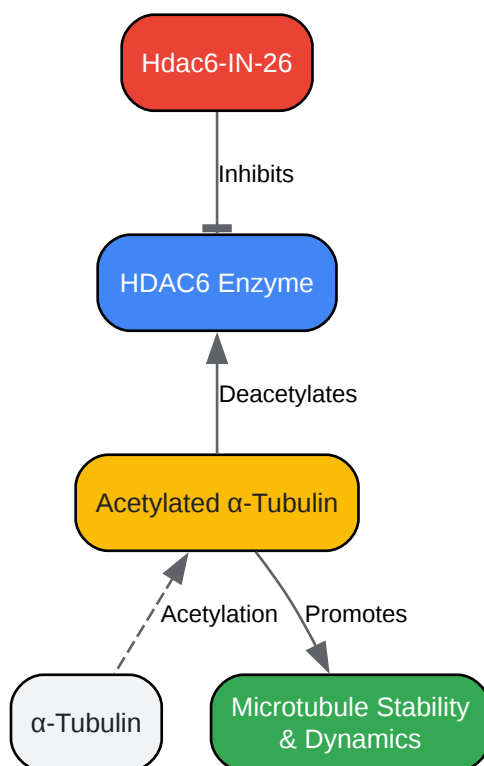 Hdac6-IN-26
Inhibits
HDAC6 Enzyme
Deacetylates
Acetylated α-Tubulin
Acetylation
Promotes
α-Tubulin
Microtubule Stability
& Dynamics